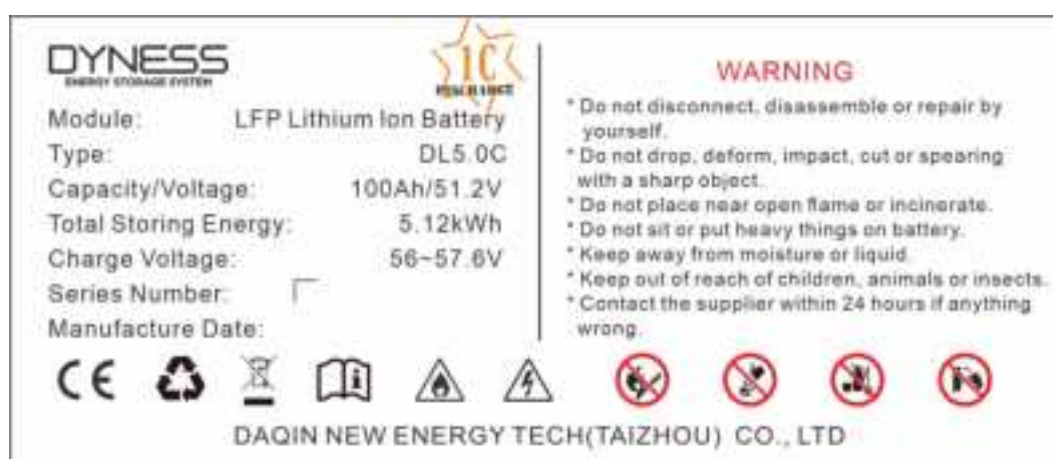 DYNESS
ENERGY STORAGE SYSTEM
1C
Module: LFP Lithium Ion Battery
Type: DL5.0C
Capacity/Voltage: 100Ah/51.2V
Total Storing Energy: 5.12kWh
Charge Voltage: 56~57.6V
Series Number:
Manufacture Date:
WARNING
* Do not disconnect, disassemble or repair by
yourself.
* Do not drop, deform, impact, cut or spearing
with a sharp object.
* Do not place near open flame or incinerate.
* Do not sit or put heavy things on battery.
* Keep away from moisture or liquid.
* Keep out of reach of children, animals or insects.
* Contact the supplier within 24 hours if anything
wrong.
CE
DAQIN NEW ENERGY TECH(TAIZHOU) CO., LTD